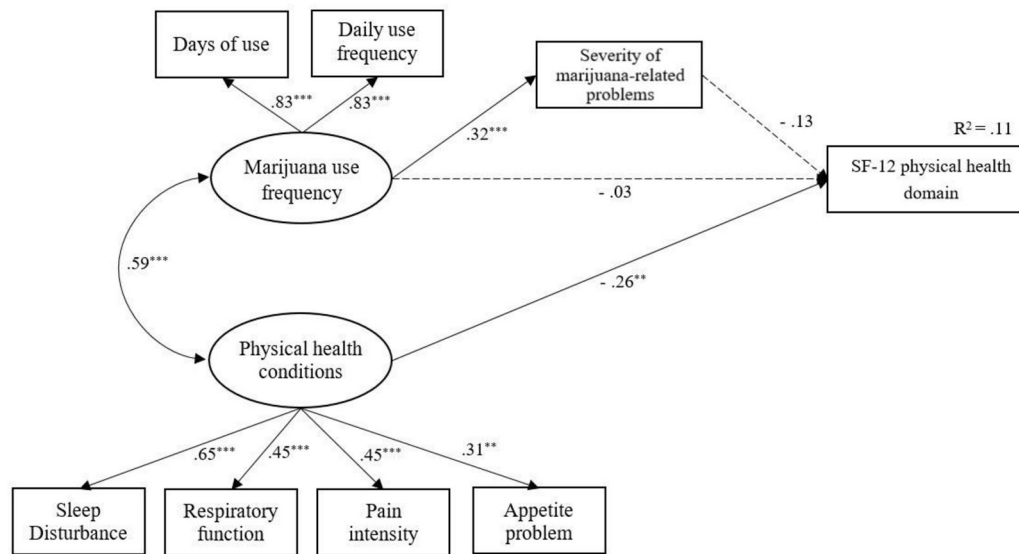 Days of use
Daily use
frequency
Severity of
marijuana-related
problems
.83***
.83***
.32***
- .13
R² = .11
Marijuana use
frequency
- .03
SF-12 physical health
domain
.59***
- .26**
Physical health
conditions
.65***
.45***
.45***
.31**
Sleep
Disturbance
Respiratory
function
Pain
intensity
Appetite
problem